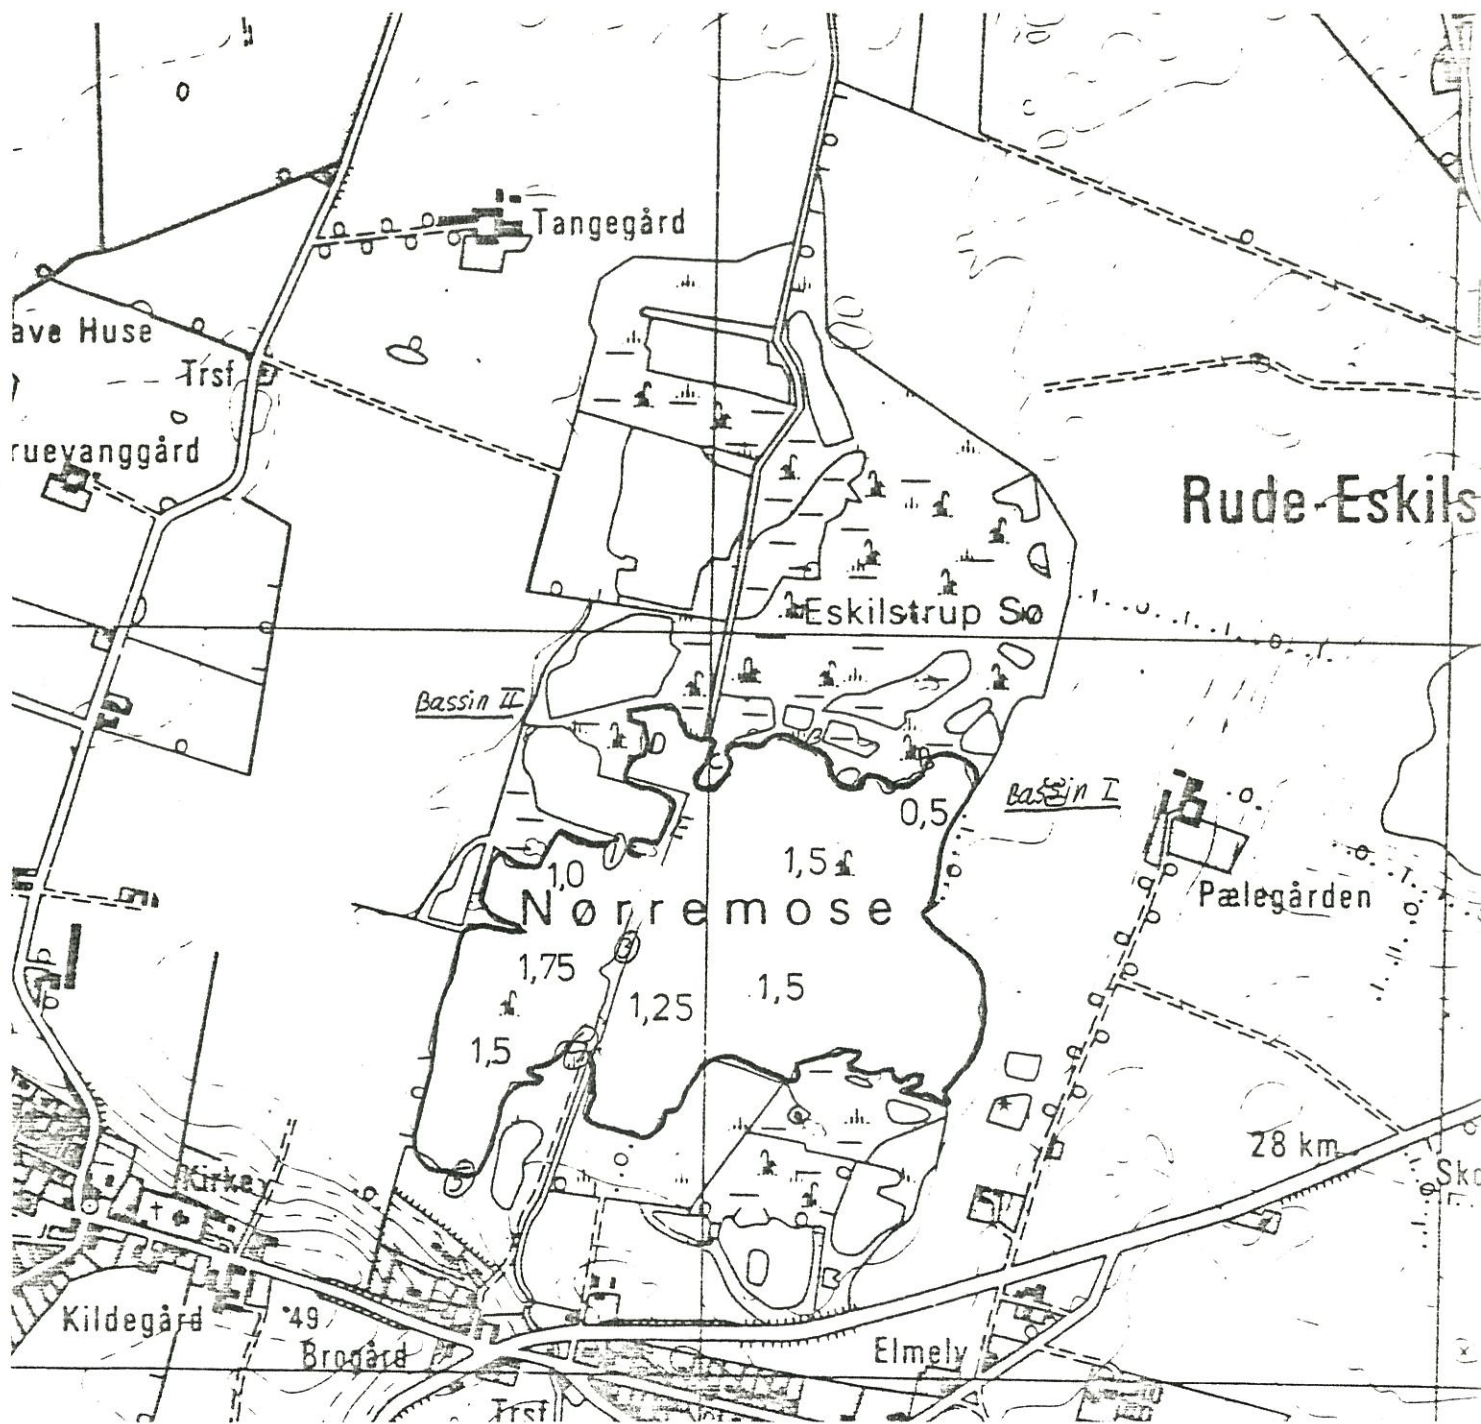 Tangegård
ave Huse
Trsf
ruevanggård
Rude-Eskils
Eskilstrup Sø
Bassin II
Bassin I
0,5
1,5
1,0
Nørremose
Pælegården
1,75
1,25
1,5
1,5
28 km
Sko
Kirke
Kildegård
49
Brogård
Elmely
Trsf